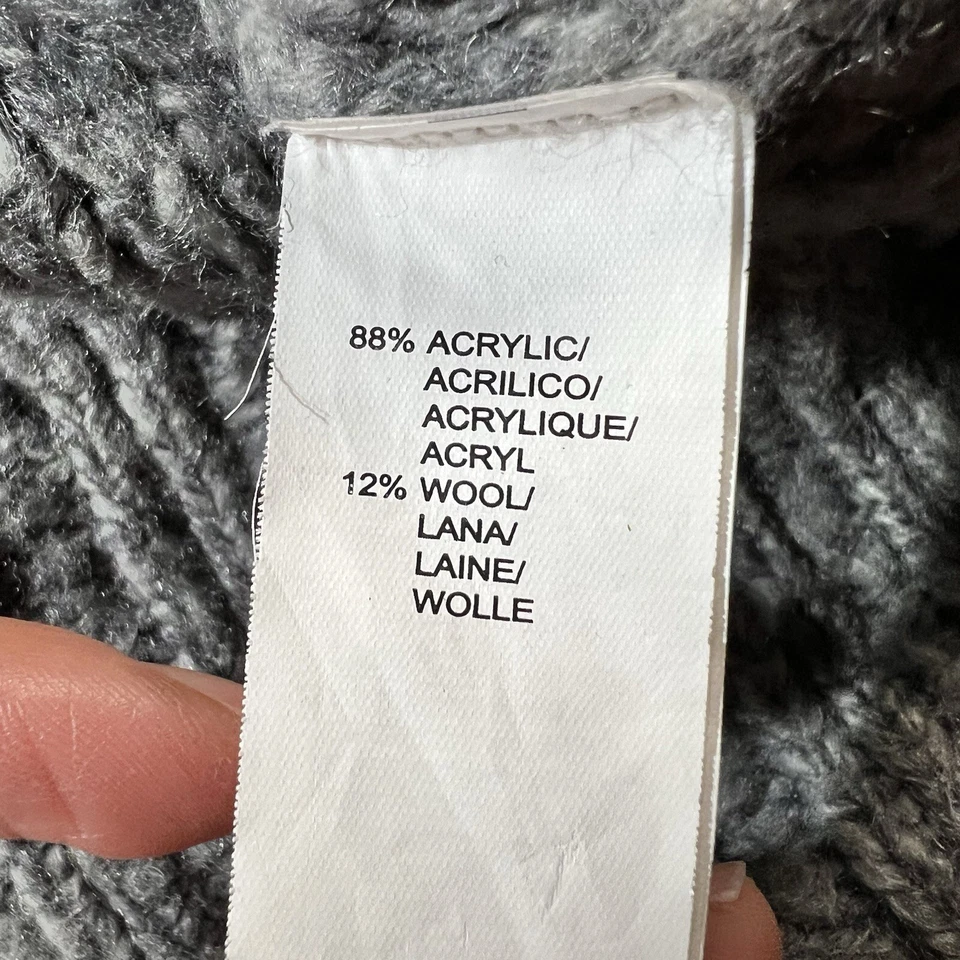 88% ACRYLIC/
ACRILICO/
ACRYLIQUE/
ACRYL
12% WOOL/
LANA/
LAINE/
WOLLE